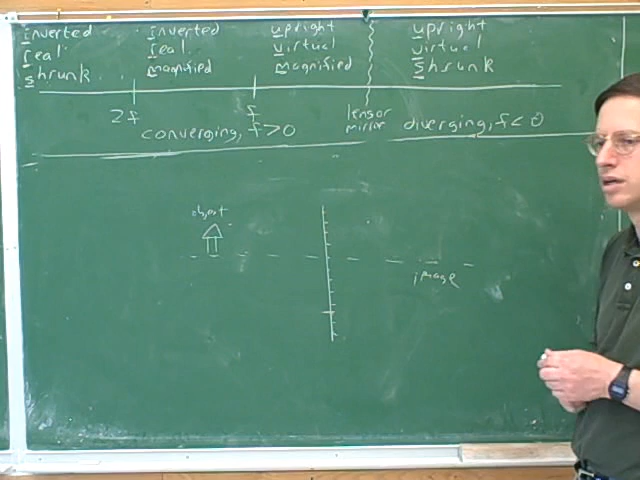 inverted inverted upright upright
real real virtual virtual
shrunk magnified magnified shrunk
2f f lens or
converging, f>0 mirror diverging, f<0
object
image